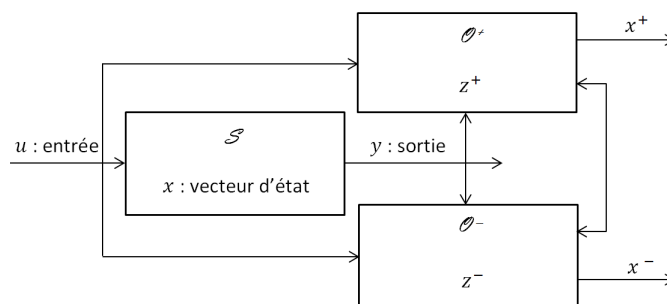 𝒪⁺
x⁺
z⁺
u : entrée
𝒮
y : sortie
x : vecteur d'état
𝒪⁻
z⁻
x⁻